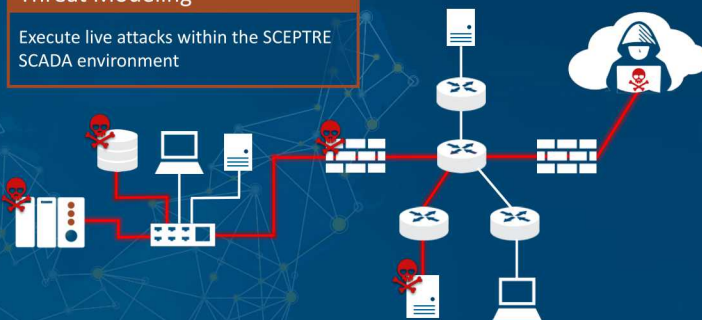 Threat Modeling
Execute live attacks within the SCEPTRE
SCADA environment